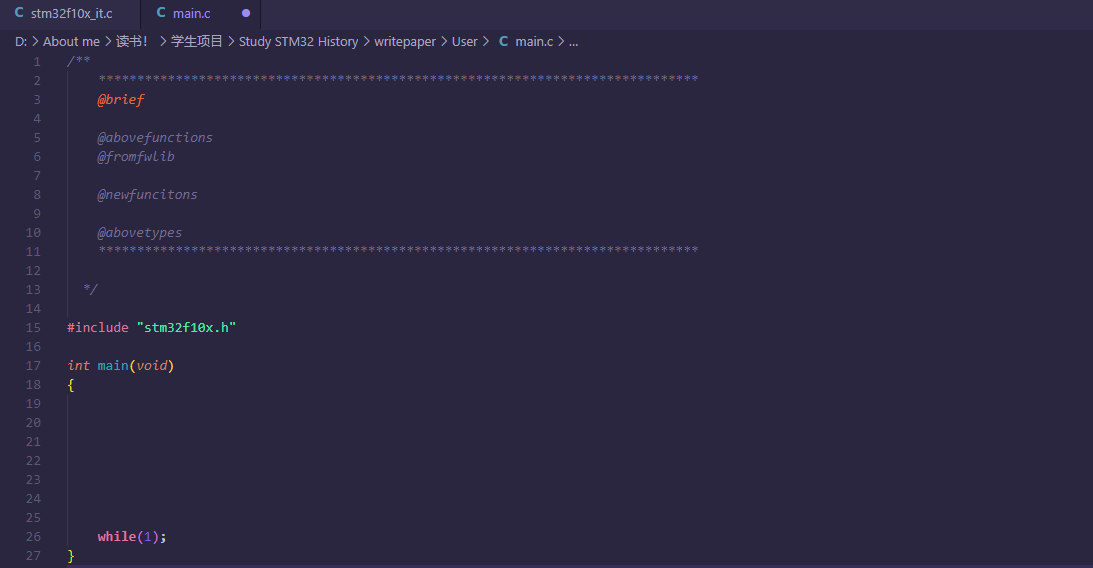 stm32f10x_it.c main.c
D: > About me > 读书! > 学生项目 > Study STM32 History > writepaper > User > C main.c > ...
1 /**
2 ******************************************************************************
3 @brief
4
5 @abovefunctions
6 @fromfwlib
7
8 @newfuncitons
9
10 @abovetypes
11 ******************************************************************************
12
13 */
14
15 #include "stm32f10x.h"
16
17 int main(void)
18 {
19
20
21
22
23
24
25
26 while(1);
27 }